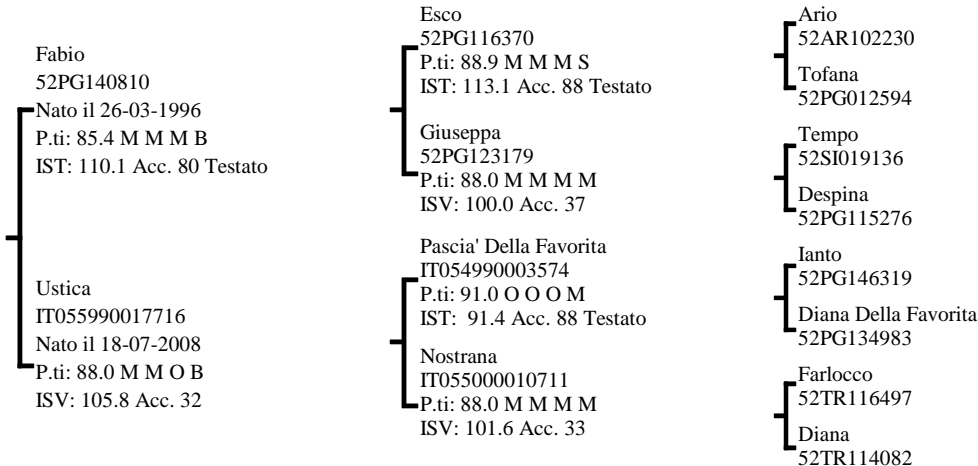 Fabio
52PG140810
Nato il 26-03-1996
P.ti: 85.4 M M M B
IST: 110.1 Acc. 80 Testato
Ustica
IT055990017716
Nato il 18-07-2008
P.ti: 88.0 M M O B
ISV: 105.8 Acc. 32
Esco
52PG116370
P.ti: 88.9 M M M S
IST: 113.1 Acc. 88 Testato
Giuseppa
52PG123179
P.ti: 88.0 M M M M
ISV: 100.0 Acc. 37
Pascia' Della Favorita
IT054990003574
P.ti: 91.0 O O O M
IST:  91.4 Acc. 88 Testato
Nostrana
IT055000010711
P.ti: 88.0 M M M M
ISV: 101.6 Acc. 33
Ario
52AR102230
Tofana
52PG012594
Tempo
52SI019136
Despina
52PG115276
Ianto
52PG146319
Diana Della Favorita
52PG134983
Farlocco
52TR116497
Diana
52TR114082